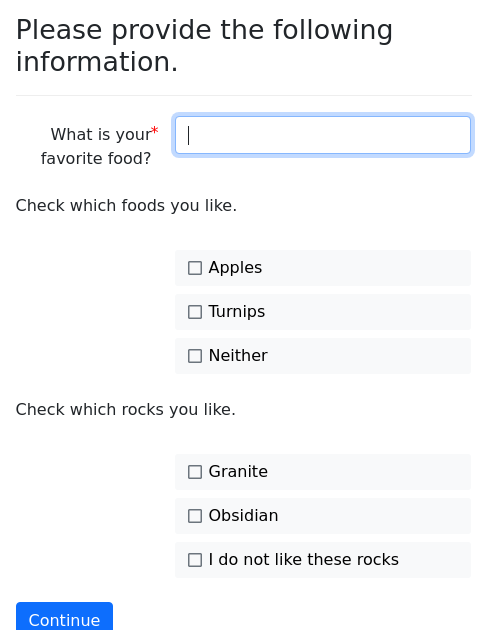 Please provide the following
information.
What is your*
favorite food?
Check which foods you like.
Apples
Turnips
Neither
Check which rocks you like.
Granite
Obsidian
I do not like these rocks
Continue